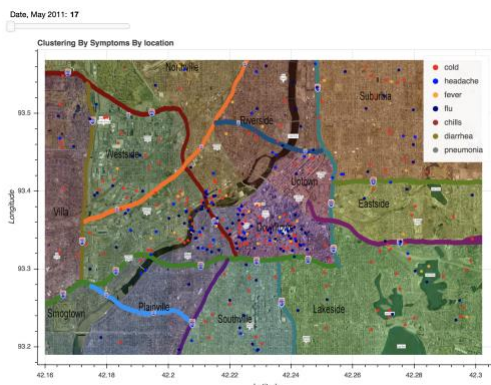 Date, May 2011: 17
Clustering By Symptoms By location
cold
headache
fever
flu
chills
diarrhea
pneumonia
Suburbia
Riverside
Westside
Uptown
Villa
Eastside
Plainville
Smogtown
Southville
Lakeside
Longitude
93.5
93.4
93.3
93.2
42.16
42.18
42.2
42.22
42.24
42.26
42.28
42.3